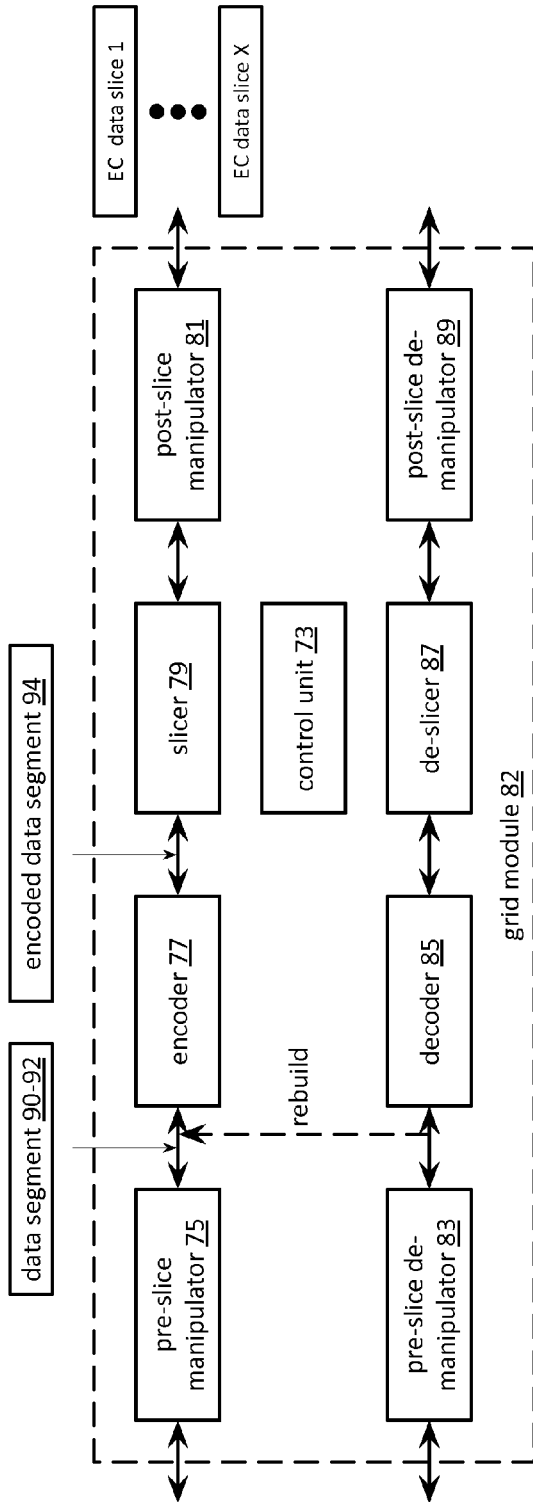 data segment 90-92
encoded data segment 94
EC data slice 1
EC data slice X
pre-slice
manipulator 75
encoder 77
slicer 79
post-slice
manipulator 81
rebuild
control unit 73
pre-slice de-
manipulator 83
decoder 85
de-slicer 87
post-slice de-
manipulator 89
grid module 82